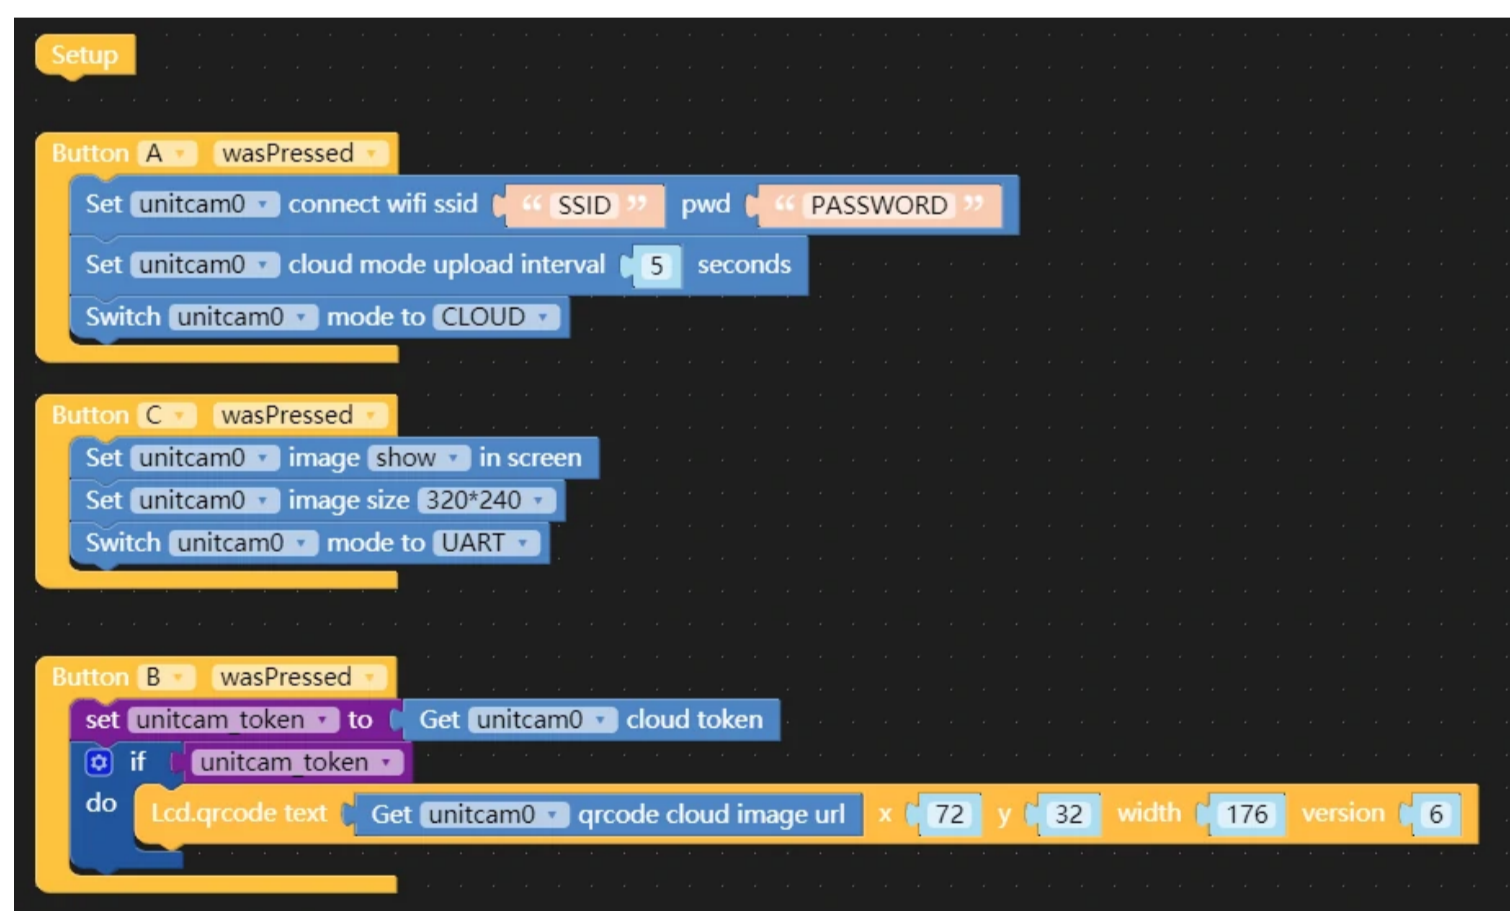 Setup
Button A wasPressed
Set unitcam0 connect wifi ssid “ SSID ” pwd “ PASSWORD ”
Set unitcam0 cloud mode upload interval 5 seconds
Switch unitcam0 mode to CLOUD
Button C wasPressed
Set unitcam0 image show in screen
Set unitcam0 image size 320*240
Switch unitcam0 mode to UART
Button B wasPressed
set unitcam_token to Get unitcam0 cloud token
if unitcam_token
do Lcd.qrcode text Get unitcam0 qrcode cloud image url x 72 y 32 width 176 version 6